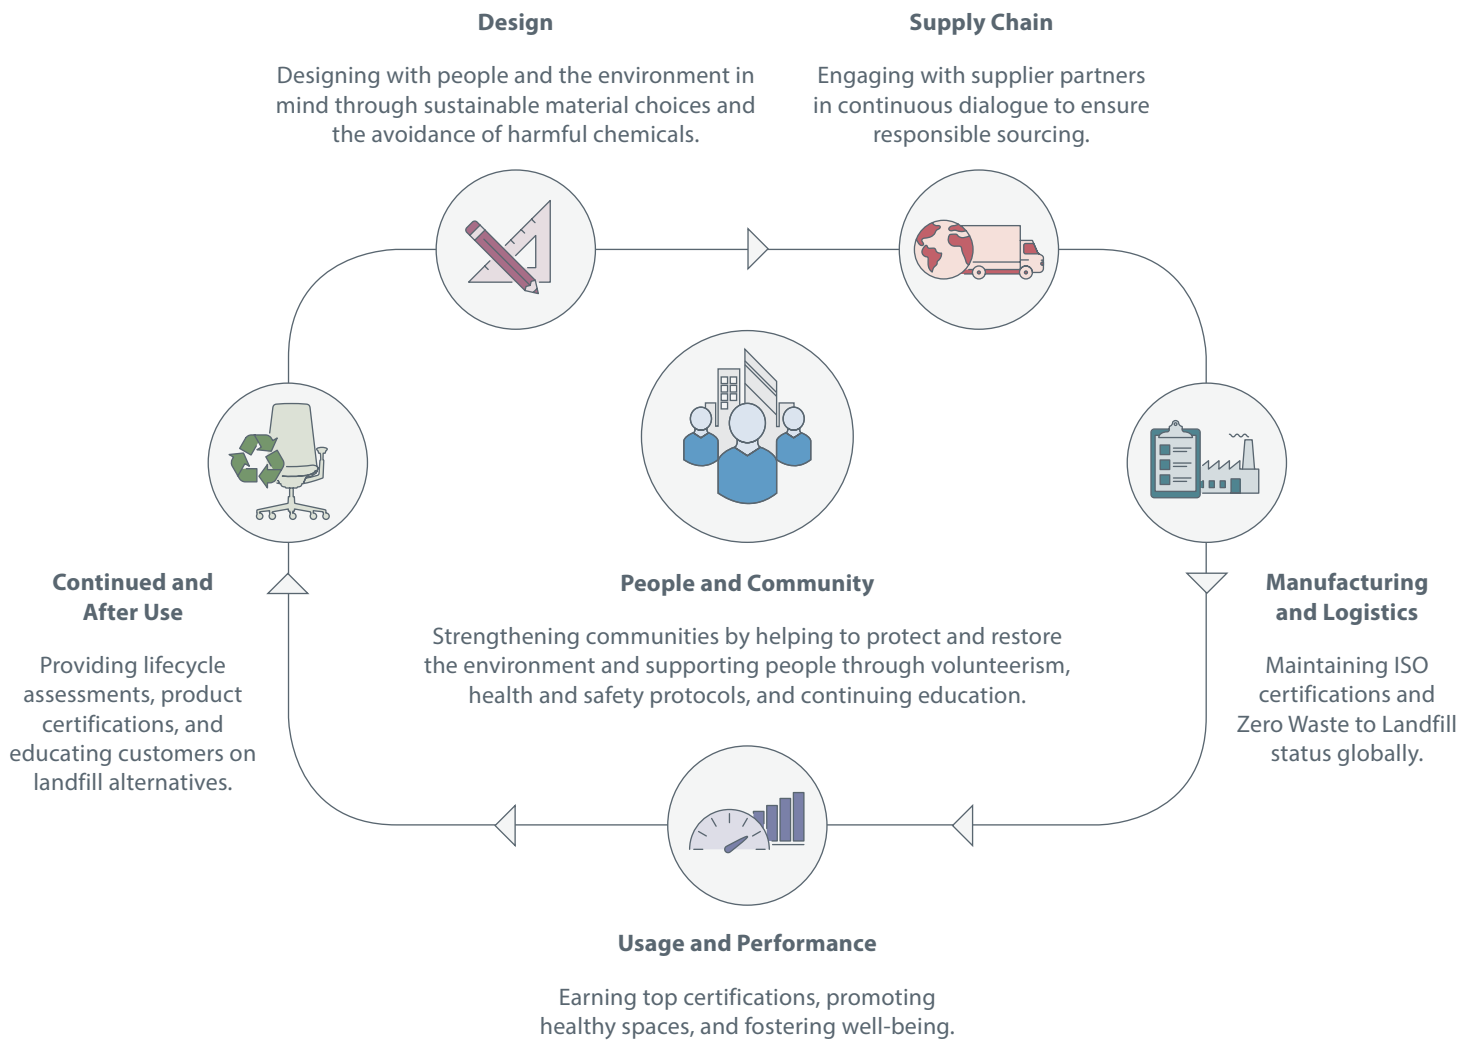 Design
Designing with people and the environment in
mind through sustainable material choices and
the avoidance of harmful chemicals.
Supply Chain
Engaging with supplier partners
in continuous dialogue to ensure
responsible sourcing.
Continued and
After Use
Providing lifecycle
assessments, product
certifications, and
educating customers on
landfill alternatives.
People and Community
Strengthening communities by helping to protect and restore
the environment and supporting people through volunteerism,
health and safety protocols, and continuing education.
Manufacturing
and Logistics
Maintaining ISO
certifications and
Zero Waste to Landfill
status globally.
Usage and Performance
Earning top certifications, promoting
healthy spaces, and fostering well-being.